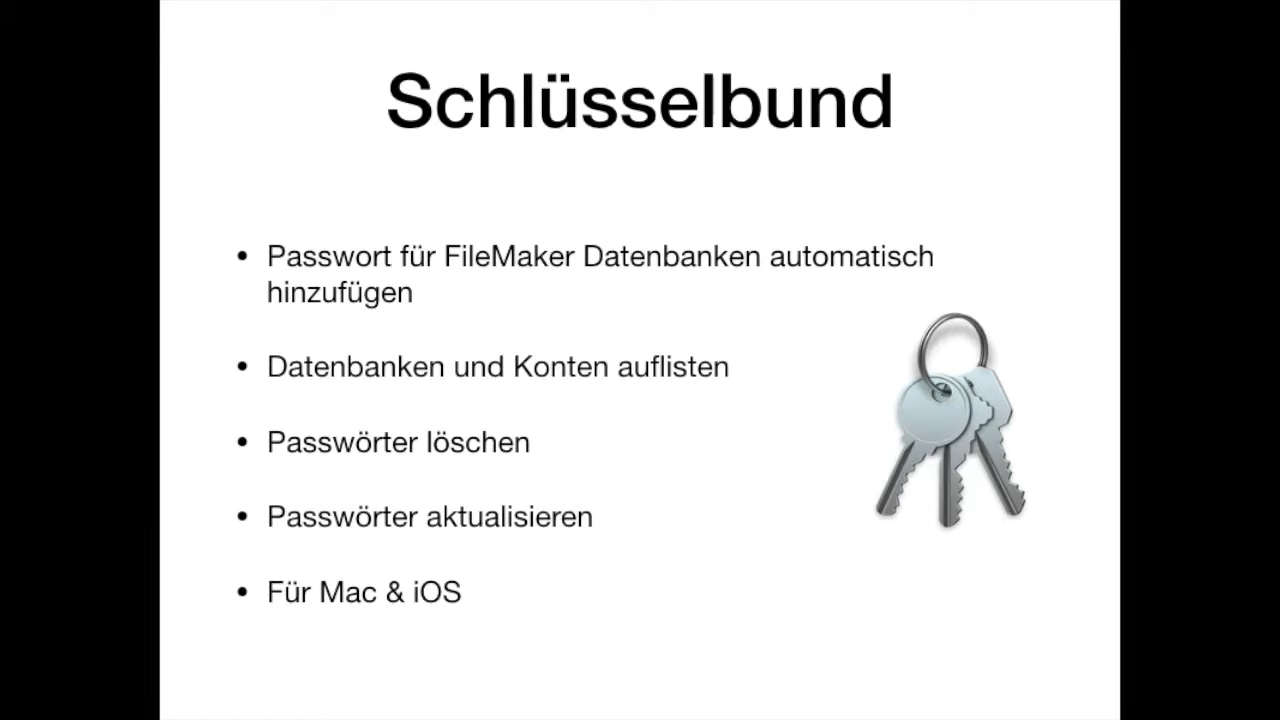 Schlüsselbund
• Passwort für FileMaker Datenbanken automatisch
hinzufügen
• Datenbanken und Konten auflisten
• Passwörter löschen
• Passwörter aktualisieren
• Für Mac & iOS